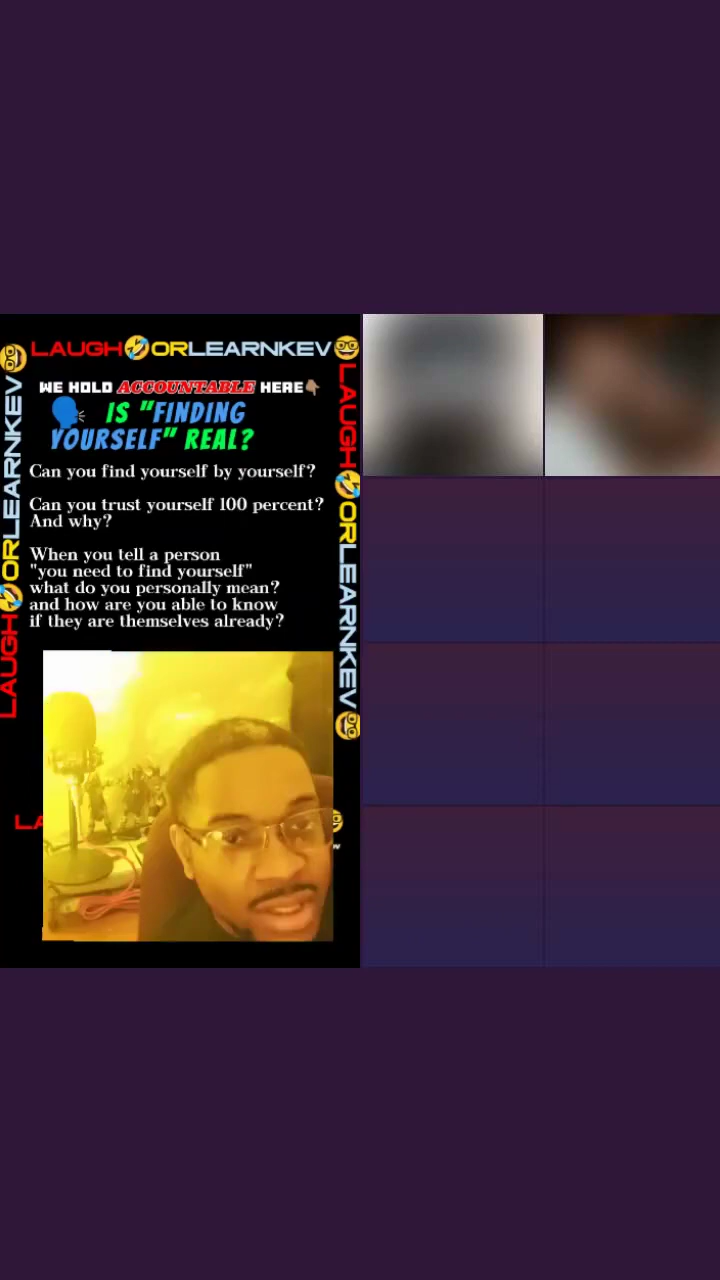 LAUGH🤣ORLEARNKEV🤓
WE HOLD ACCOUNTABLE HERE👇🏽
🗣 IS "FINDING
YOURSELF" REAL?
Can you find yourself by yourself?
Can you trust yourself 100 percent?
And why?
When you tell a person
"you need to find yourself"
what do you personally mean?
and how are you able to know
if they are themselves already?
LAUGH🤣ORLEARNKEV🤓
LAUGH🤣ORLEARNKEV🤓
LA